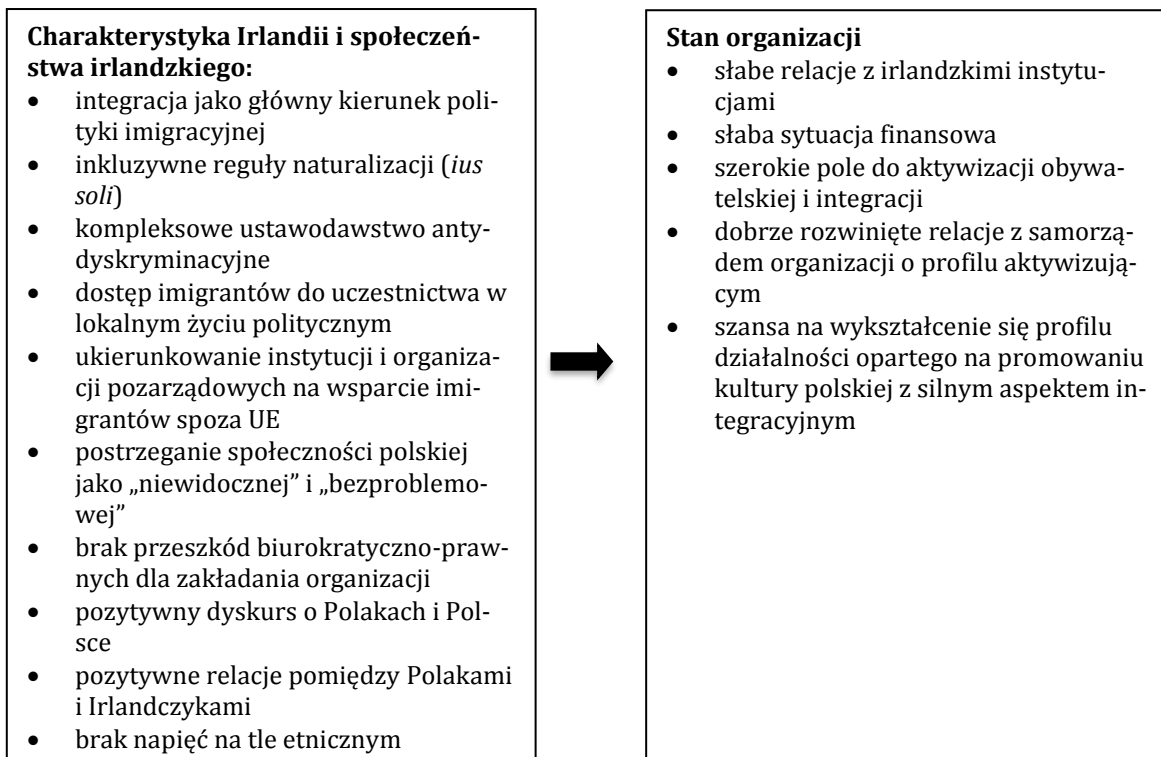 Charakterystyka Irlandii i społeczeń-
stwa irlandzkiego:
• integracja jako główny kierunek poli-
tyki imigracyjnej
• inkluzywne reguły naturalizacji (ius
soli)
• kompleksowe ustawodawstwo anty-
dyskryminacyjne
• dostęp imigrantów do uczestnictwa w
lokalnym życiu politycznym
• ukierunkowanie instytucji i organiza-
cji pozarządowych na wsparcie imi-
grantów spoza UE
• postrzeganie społeczności polskiej
jako „niewidocznej” i „bezproblemo-
wej”
• brak przeszkód biurokratyczno-praw-
nych dla zakładania organizacji
• pozytywny dyskurs o Polakach i Pol-
sce
• pozytywne relacje pomiędzy Polakami
i Irlandczykami
• brak napięć na tle etnicznym
Stan organizacji
• słabe relacje z irlandzkimi instytu-
cjami
• słaba sytuacja finansowa
• szerokie pole do aktywizacji obywa-
telskiej i integracji
• dobrze rozwinięte relacje z samorzą-
dem organizacji o profilu aktywizują-
cym
• szansa na wykształcenie się profilu
działalności opartego na promowaniu
kultury polskiej z silnym aspektem in-
tegracyjnym